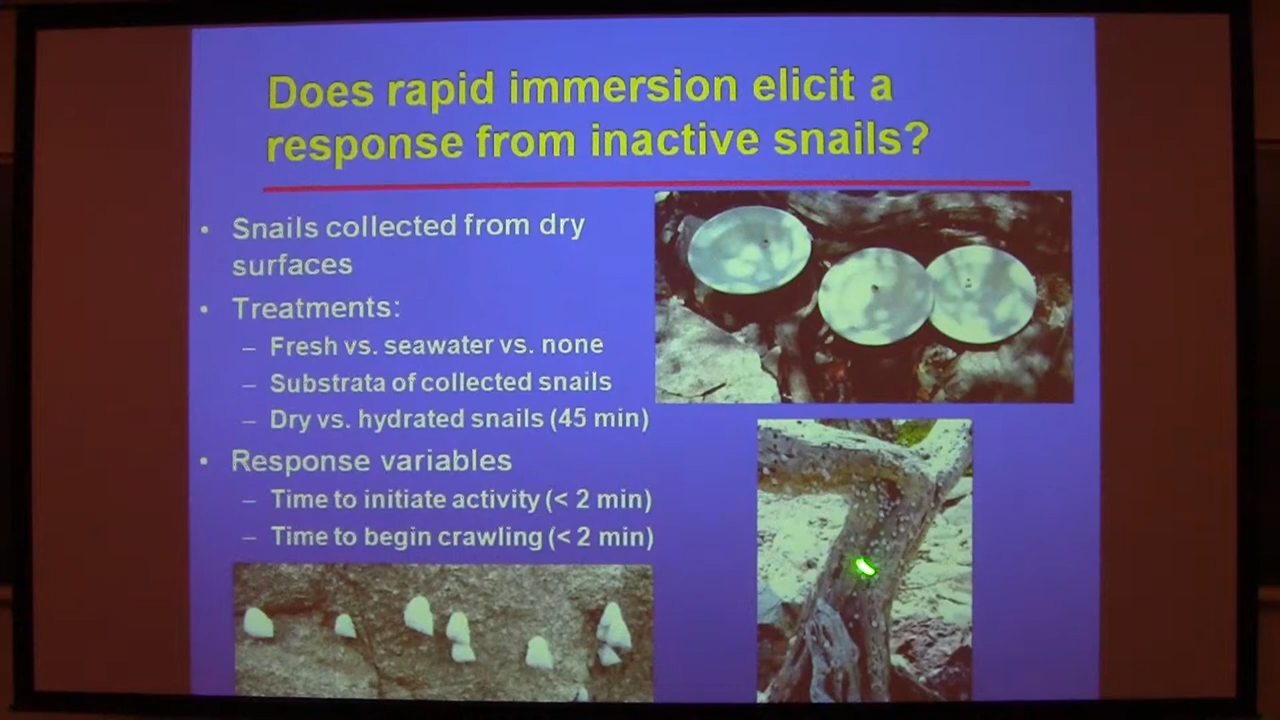 Does rapid immersion elicit a
response from inactive snails?
• Snails collected from dry
surfaces
• Treatments:
– Fresh vs. seawater vs. none
– Substrata of collected snails
– Dry vs. hydrated snails (45 min)
• Response variables
– Time to initiate activity (< 2 min)
– Time to begin crawling (< 2 min)